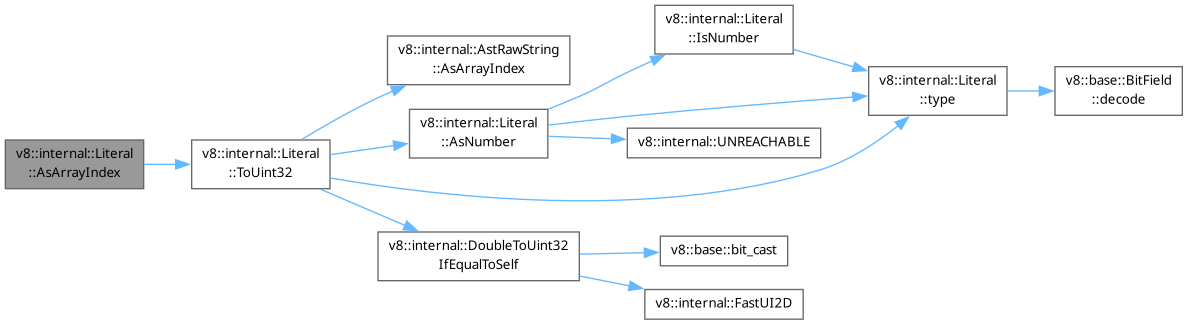 v8::internal::Literal
::AsArrayIndex
v8::internal::Literal
::ToUint32
v8::internal::AstRawString
::AsArrayIndex
v8::internal::Literal
::AsNumber
v8::internal::DoubleToUint32
IfEqualToSelf
v8::internal::Literal
::IsNumber
v8::internal::UNREACHABLE
v8::base::bit_cast
v8::internal::FastUI2D
v8::internal::Literal
::type
v8::base::BitField
::decode